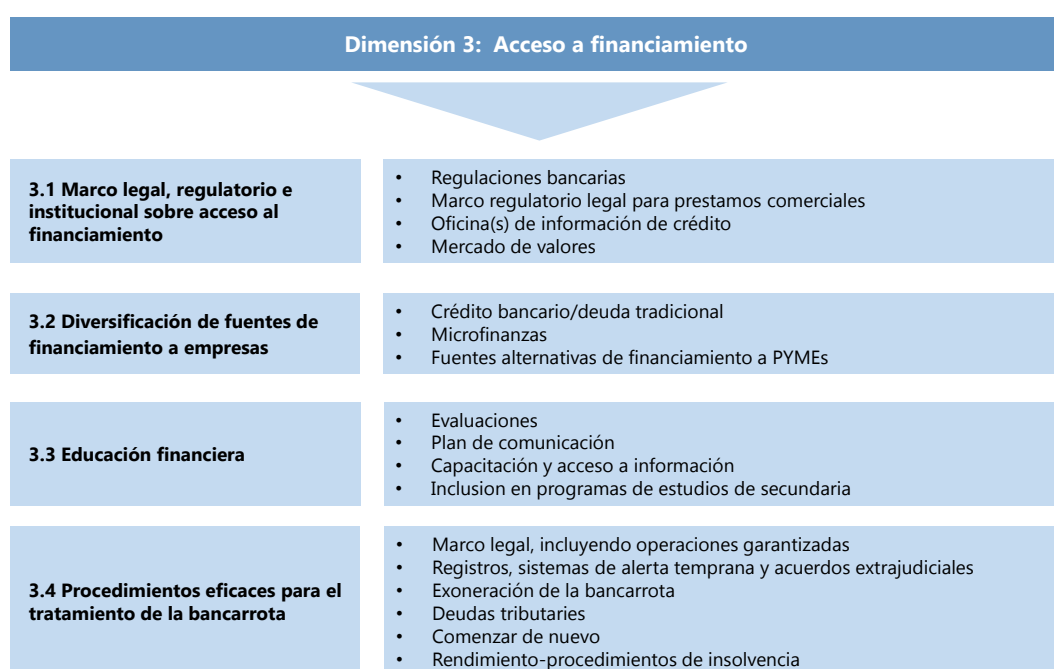 Dimensión 3: Acceso a financiamiento
3.1 Marco legal, regulatorio e
institucional sobre acceso al
financiamiento
• Regulaciones bancarias
• Marco regulatorio legal para prestamos comerciales
• Oficina(s) de información de crédito
• Mercado de valores
3.2 Diversificación de fuentes de
financiamiento a empresas
• Crédito bancario/deuda tradicional
• Microfinanzas
• Fuentes alternativas de financiamiento a PYMEs
3.3 Educación financiera
• Evaluaciones
• Plan de comunicación
• Capacitación y acceso a información
• Inclusion en programas de estudios de secundaria
3.4 Procedimientos eficaces para el
tratamiento de la bancarrota
• Marco legal, incluyendo operaciones garantizadas
• Registros, sistemas de alerta temprana y acuerdos extrajudiciales
• Exoneración de la bancarrota
• Deudas tributaries
• Comenzar de nuevo
• Rendimiento-procedimientos de insolvencia